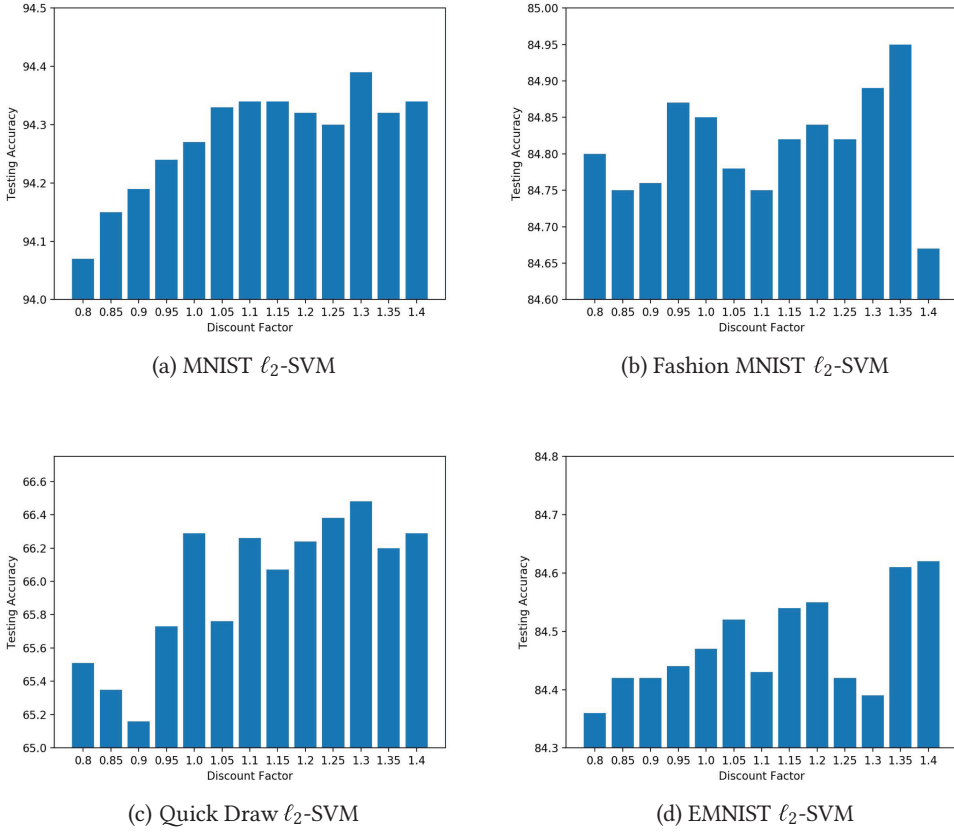 94.5
94.4
94.3
94.2
94.1
94.0
Testing Accuracy
0.8 0.85 0.9 0.95 1.0 1.05 1.1 1.15 1.2 1.25 1.3 1.35 1.4
Discount Factor
(a) MNIST ℓ2-SVM
85.00
84.95
84.90
84.85
84.80
84.75
84.70
84.65
84.60
Testing Accuracy
0.8 0.85 0.9 0.95 1.0 1.05 1.1 1.15 1.2 1.25 1.3 1.35 1.4
Discount Factor
(b) Fashion MNIST ℓ2-SVM
66.6
66.4
66.2
66.0
65.8
65.6
65.4
65.2
65.0
Testing Accuracy
0.8 0.85 0.9 0.95 1.0 1.05 1.1 1.15 1.2 1.25 1.3 1.35 1.4
Discount Factor
(c) Quick Draw ℓ2-SVM
84.8
84.7
84.6
84.5
84.4
84.3
Testing Accuracy
0.8 0.85 0.9 0.95 1.0 1.05 1.1 1.15 1.2 1.25 1.3 1.35 1.4
Discount Factor
(d) EMNIST ℓ2-SVM